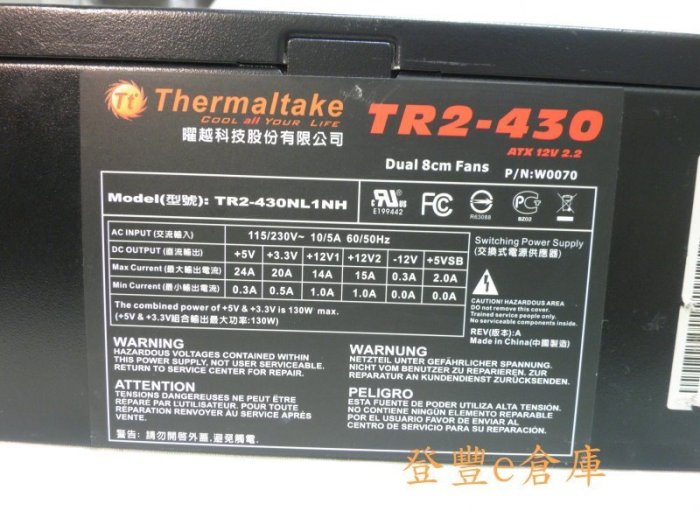 Tt Thermaltake
COOL all YOUR LIFE
曜越科技股份有限公司
TR2-430
ATX 12V 2.2
Dual 8cm Fans
P/N:W0070
Model(型號): TR2-430NL1NH
c UL US
E199442
FC
R63088
PG
BZ02
AC INPUT (交流輸入) 115/230V~ 10/5A 60/50Hz
DC OUTPUT (直流輸出) +5V +3.3V +12V1 +12V2 -12V +5VSB
Max Current (最大輸出電流) 24A 20A 14A 15A 0.3A 2.0A
Min Current (最小輸出電流) 0.3A 0.5A 1.0A 1.0A 0.0A 0.0A
The combined power of +5V & +3.3V is 130W max.
(+5V & +3.3V組合輸出最大功率:130W)
Switching Power Supply
(交換式電源供應器)
CAUTION! HAZARDOUS AREA
DO not remove this cover.
Trained service people only.
No serviceable components inside.
REV(版本):A
Made in China(中國製造)
WARNING
HAZARDOUS VOLTAGES CONTAINED WITHIN
THIS POWER SUPPLY, NOT USER SERVICEABLE.
RETURN TO SERVICE CENTER FOR REPAIR.
ATTENTION
TENSIONS DANGEREUSES NE PEUT ETRE
RÉPARÉ PAR L'UTILISATEUR. POUR TOUTE
RÉPARATION RENVOYER AU SERVICE APRÉS
VENTE.
警告: 請勿開啓外蓋,避免觸電.
WARNUNG
NETZTEIL UNTER GEFÄHRLICHER SPANNUNG.
NICHT VOM BENUTZER ZU REPARIEREN. ZUR
REPARATUR AN KUNDENDIENST ZURÜCKSENDEN.
PELIGRO
ESTA FUENTE DE PODER UTILIZA ALTA TENSIÓN,
NO CONTIENE NINGUN ELEMENTO REPARABLE
POR EL USUARIO FAVOR DE ENVIAR AL
CENTRO DE SERVICIO PARA SU REPARARIO.
登豐e倉庫